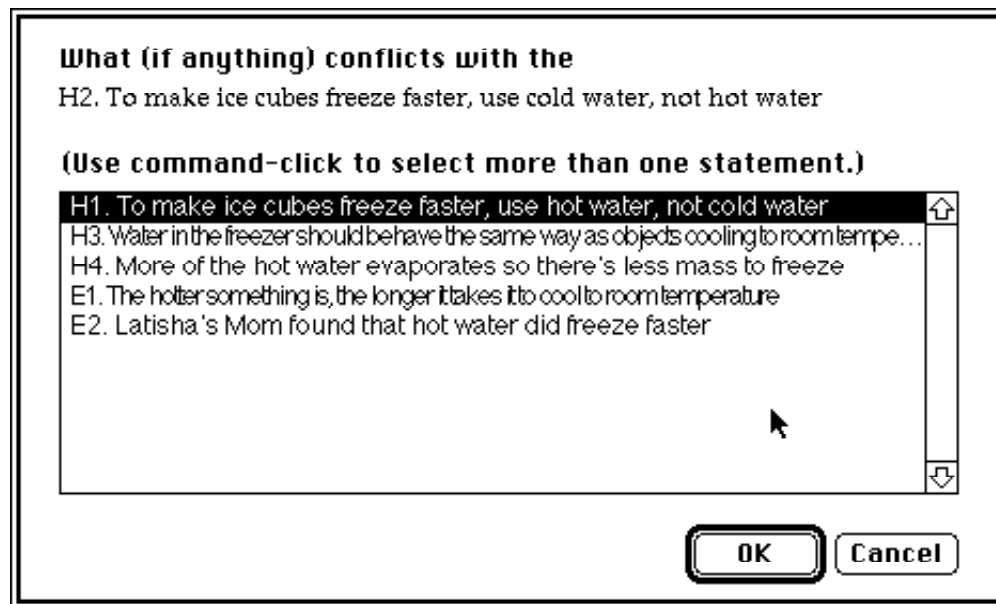 What (if anything) conflicts with the
H2. To make ice cubes freeze faster, use cold water, not hot water
(Use command-click to select more than one statement.)
H1. To make ice cubes freeze faster, use hot water, not cold water
H3. Water in the freezer should behave the same way as objects cooling to room tempe...
H4. More of the hot water evaporates so there's less mass to freeze
E1. The hotter something is, the longer it takes it to cool to room temperature
E2. Latisha's Mom found that hot water did freeze faster
OK Cancel